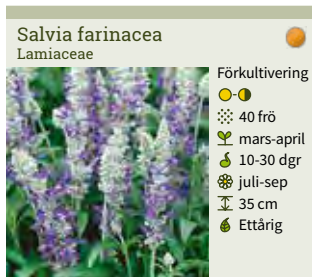 Salvia farinacea
Lamiaceae
Förkultivering
-
40 frö
mars-april
10-30 dgr
juli-sep
35 cm
Ettårig